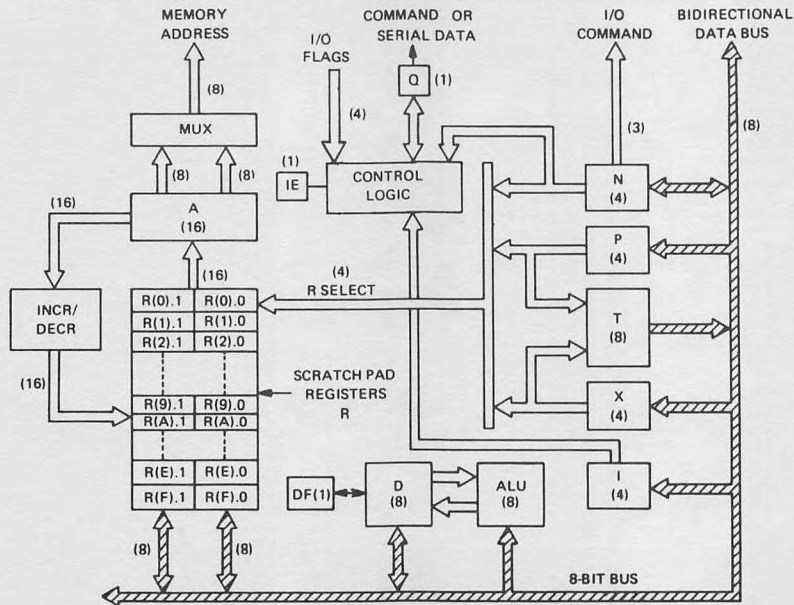 MEMORY
ADDRESS
I/O
FLAGS
COMMAND OR
SERIAL DATA
I/O
COMMAND
BIDIRECTIONAL
DATA BUS
(8)
Q
(1)
(4)
(3)
(8)
MUX
(8)
(8)
(1)
IE
CONTROL
LOGIC
N
(4)
(16)
A
(16)
(16)
P
(4)
(4)
R SELECT
INCR/
DECR
R(0).1 R(0).0
R(1).1 R(1).0
R(2).1 R(2).0
T
(8)
(16)
SCRATCH PAD
REGISTERS
R
R(9).1 R(9).0
R(A).1 R(A).0
X
(4)
R(E).1 R(E).0
R(F).1 R(F).0
DF(1)
D
(8)
ALU
(8)
I
(4)
(8)
(8)
8-BIT BUS